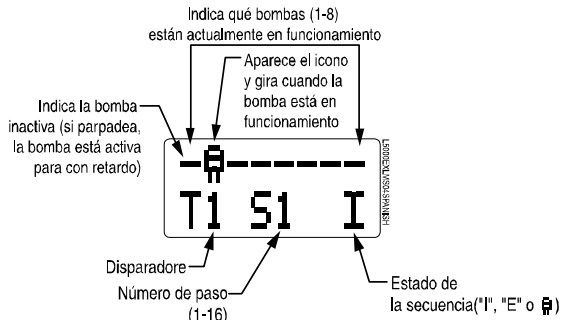 Indica qué bombas (1-8)
están actualmente en funcionamiento
Aparece el icono
y gira cuando la
bomba está en
funcionamiento
Indica la bomba
inactiva (si parpadea,
la bomba está activa
para con retardo)
T1 S1 I
L5000EXLMS04SPANISH
Disparadore
Número de paso
(1-16)
Estado de
la secuencia("I", "E" o )